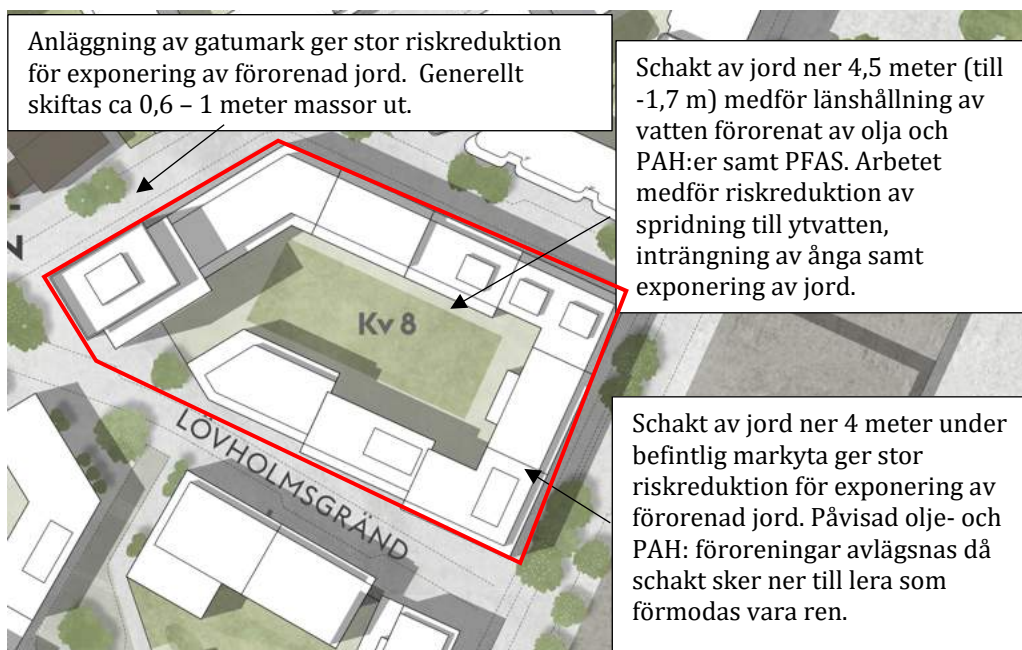 Anläggning av gatumark ger stor riskreduktion
för exponering av förorenad jord. Generellt
skiftas ca 0,6 – 1 meter massor ut.
Schakt av jord ner 4,5 meter (till
-1,7 m) medför länshållning av
vatten förorenat av olja och
PAH:er samt PFAS. Arbetet
medför riskreduktion av
spridning till ytvatten,
inträngning av ånga samt
exponering av jord.
Kv 8
LÖVHOLMSGRÄND
Schakt av jord ner 4 meter under
befintlig markyta ger stor
riskreduktion för exponering av
förorenad jord. Påvisad olje- och
PAH: föroreningar avlägsnas då
schakt sker ner till lera som
förmodas vara ren.